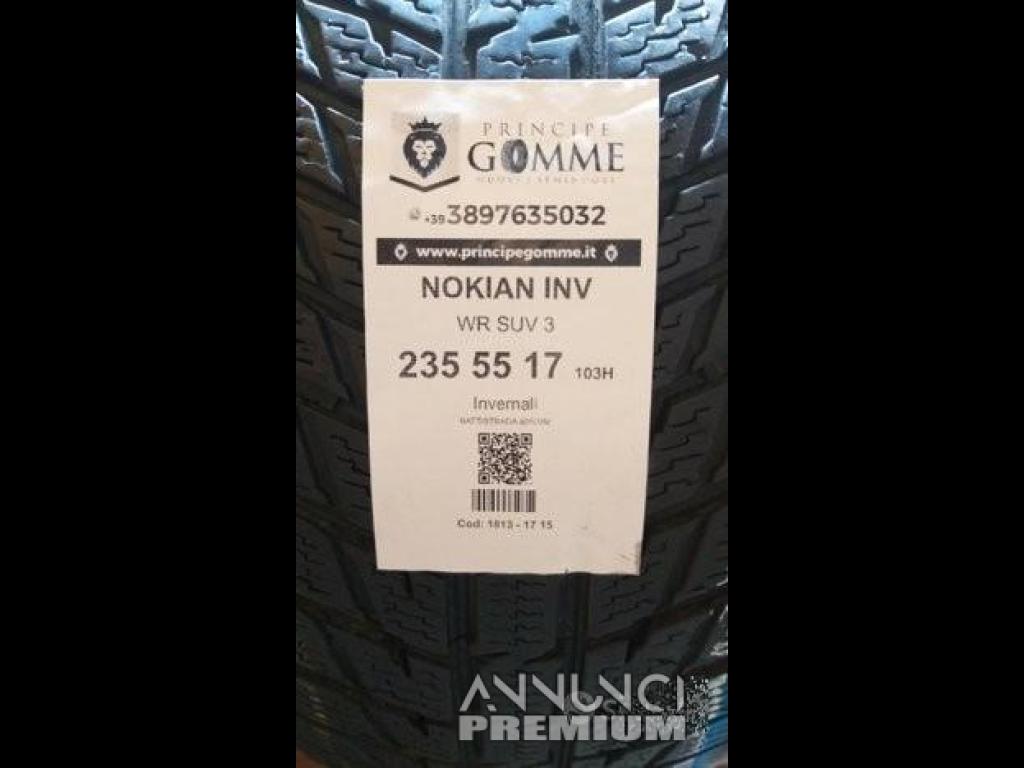 PRINCIPE
GOMME
+39 3897635032
www.principegomme.it
NOKIAN INV
WR SUV 3
235 55 17 103H
Invernali
BATTISTRADA
Cod: 1813 - 17 15
ANNUNCI
PREMIUM